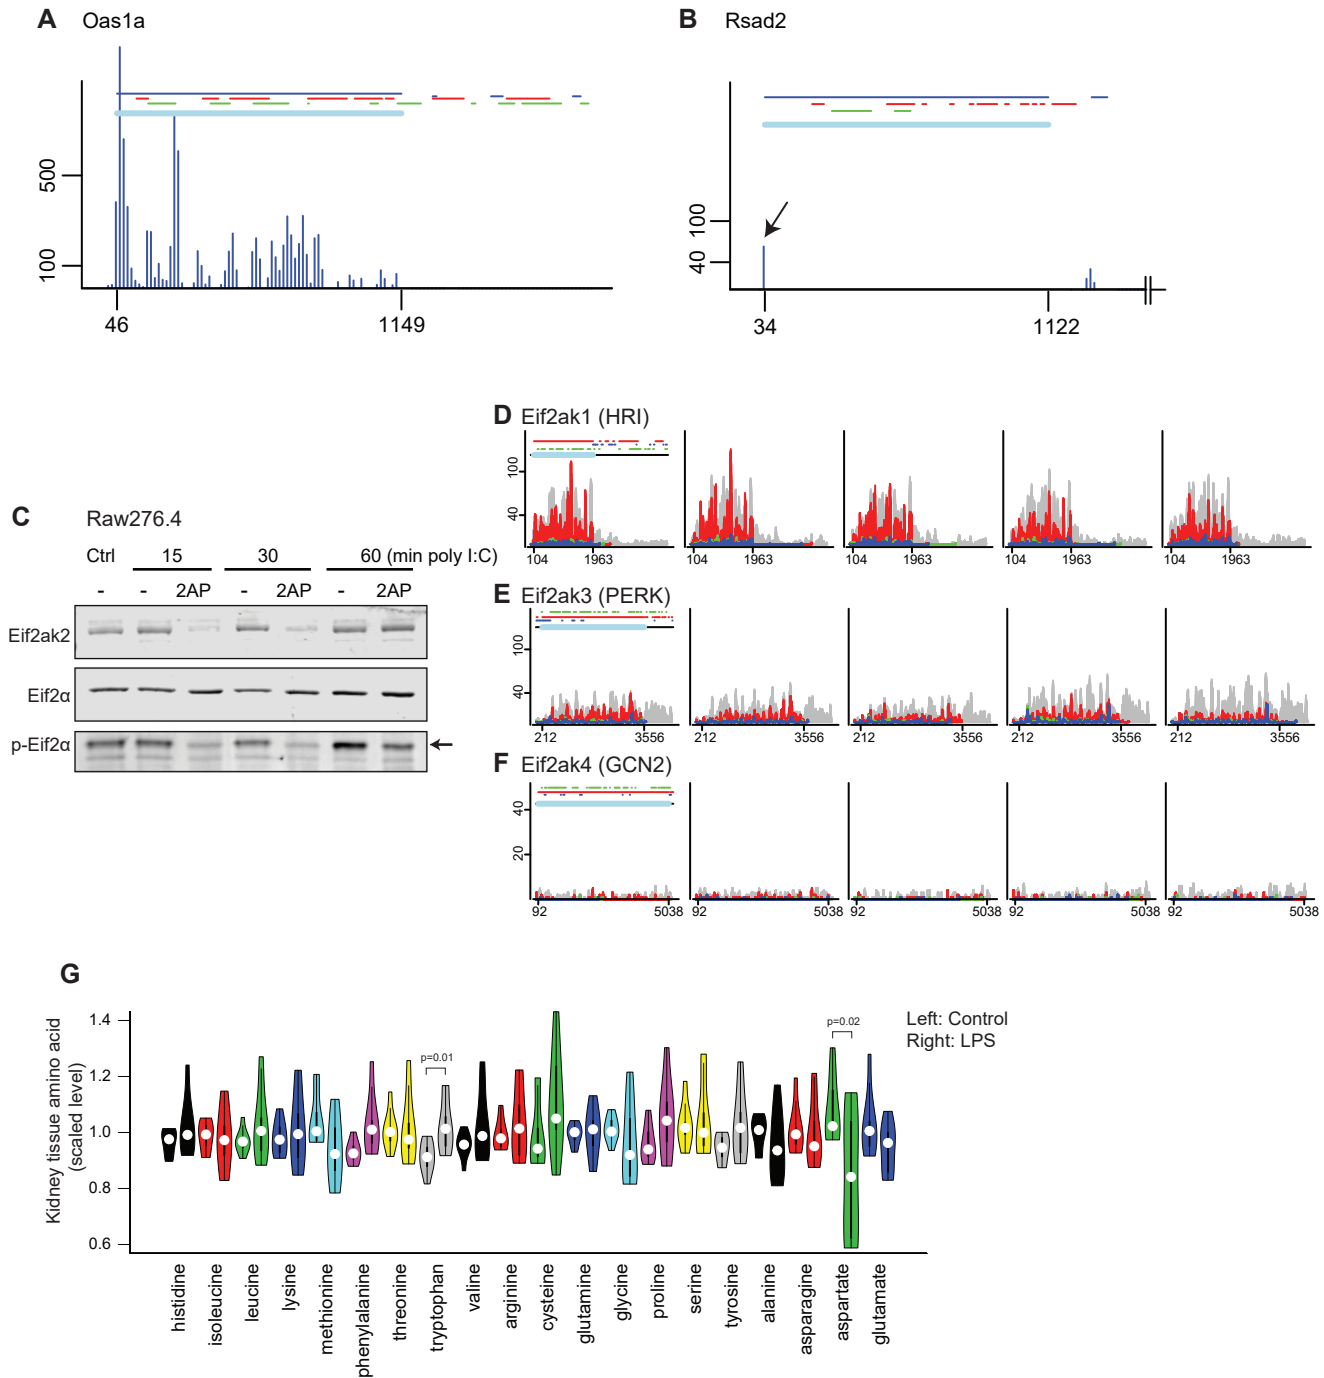 A Oas1a
500
100
46 1149
B Rsad2
100
40
34 1122
C Raw276.4
Ctrl 15 30 60 (min poly I:C)
- - 2AP - 2AP - 2AP
Eif2ak2
Eif2α
p-Eif2α
D Eif2ak1 (HRI)
100
40
104 1963 104 1963 104 1963 104 1963 104 1963
E Eif2ak3 (PERK)
100
40
212 3556 212 3556 212 3556 212 3556 212 3556
F Eif2ak4 (GCN2)
40
20
92 5038 92 5038 92 5038 92 5038 92 5038
G
Kidney tissue amino acid
(scaled level)
1.4
1.2
1.0
0.8
0.6
p=0.01
p=0.02
Left: Control
Right: LPS
histidine
isoleucine
leucine
lysine
methionine
phenylalanine
threonine
tryptophan
valine
arginine
cysteine
glutamine
glycine
proline
serine
tyrosine
alanine
asparagine
aspartate
glutamate